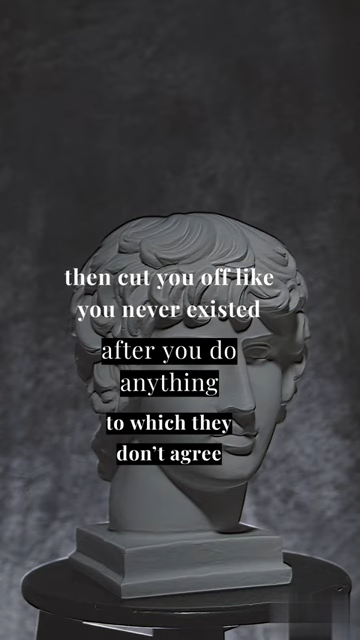 then cut you off like
you never existed
after you do
anything
to which they
don't agree